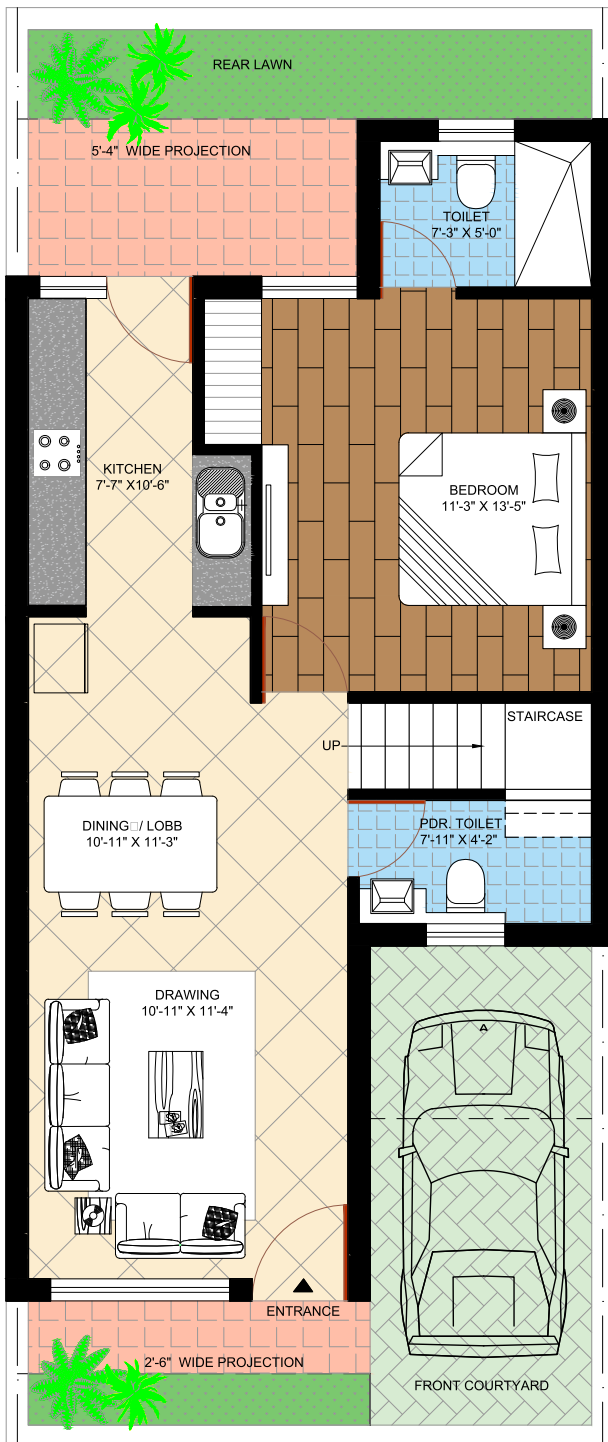 REAR LAWN
5'-4" WIDE PROJECTION
TOILET
7'-3" X 5'-0"
KITCHEN
7'-7" X10'-6"
BEDROOM
11'-3" X 13'-5"
STAIRCASE
UP
PDR. TOILET
7'-11" X 4'-2"
DINING□/ LOBB
10'-11" X 11'-3"
DRAWING
10'-11" X 11'-4"
ENTRANCE
2'-6" WIDE PROJECTION
FRONT COURTYARD